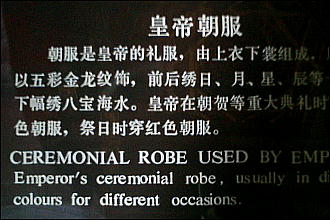 皇帝朝服
朝服是皇帝的礼服，由上衣下裳组成，
以五彩金龙纹饰，前后绣日、月、星、辰等
下幅绣八宝海水。皇帝在朝贺等重大典礼时
色朝服，祭日时穿红色朝服。
CEREMONIAL ROBE USED BY EMP
Emperor's ceremonial robe, usually in di
colours for different occasions.